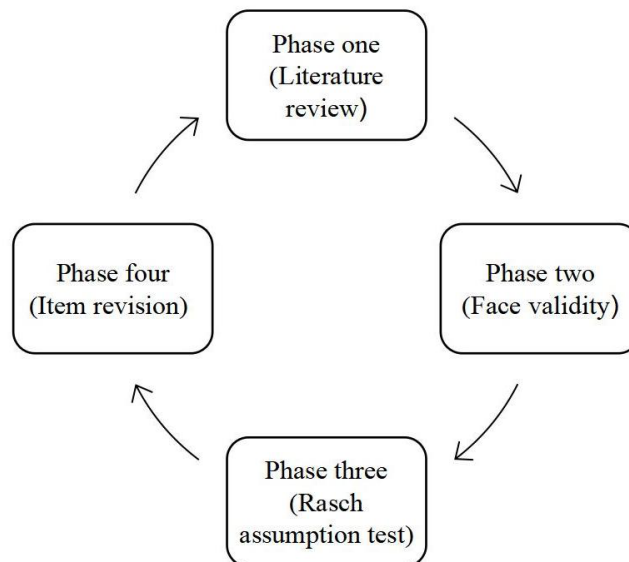 Phase one
(Literature
review)
Phase two
(Face validity)
Phase three
(Rasch
assumption test)
Phase four
(Item revision)